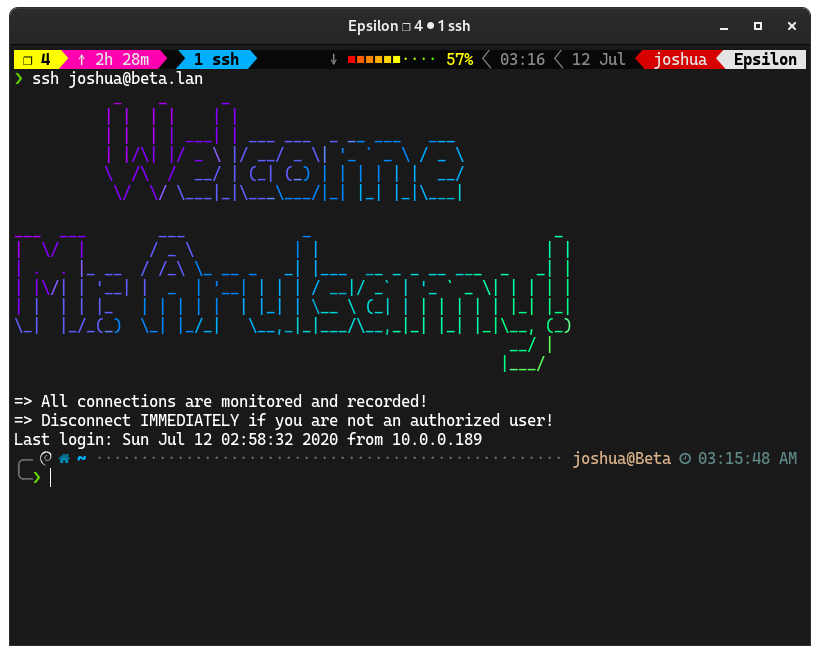 Epsilon ❐ 4 ● 1 ssh
❐ 4 ↑ 2h 28m 1 ssh ↓ 57% 03:16 12 Jul joshua Epsilon
❯ ssh joshua@beta.lan
Welcome
Mr.Arulsamy!
=> All connections are monitored and recorded!
=> Disconnect IMMEDIATELY if you are not an authorized user!
Last login: Sun Jul 12 02:58:32 2020 from 10.0.0.189
~ joshua@Beta 03:15:48 AM
❯